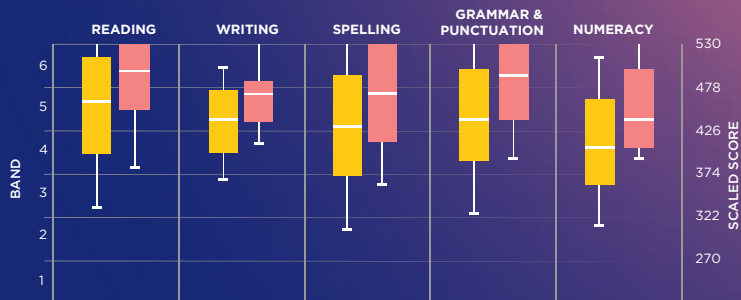 READING
WRITING
SPELLING
GRAMMAR &
PUNCTUATION
NUMERACY
BAND
6
5
4
3
2
1
530
478
426
374
322
270
SCALED SCORE